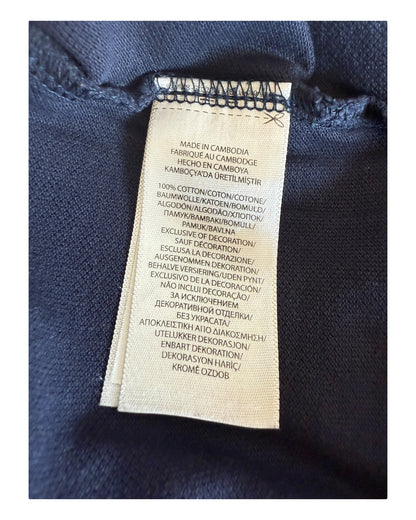 MADE IN CAMBODIA
FABRIQUÉ AU CAMBODGE
HECHO EN CAMBOYA
KAMBOÇYA'DA ÜRETİLMİŞTİR
100% COTTON/COTON/COTONE/
BAUMWOLLE/KATOEN/BOMULD/
ALGODÓN/ALGODÃO/ХЛОПОК/
ПАМУК/BAMBAKI/BOMULL/
PAMUK/BAVLNA
EXCLUSIVE OF DECORATION/
SAUF DÉCORATION/
ESCLUSA LA DECORAZIONE/
AUSGENOMMEN DEKORATION/
BEHALVE VERSIERING/UDEN PYNT/
EXCLUSIVO DE LA DECORACIÓN/
NÃO INCLUI DECORAÇÃO/
ЗА ИСКЛЮЧЕНИЕМ
ДЕКОРАТИВНОЙ ОТДЕЛКИ/
БЕЗ УКРАСАТА/
ΑΠΟΚΛΕΙΣΤΙΚΗ ΑΠΟ ΔΙΑΚΟΣΜΗΣΗ/
UTELUKKER DEKORASJON/
ENBART DEKORATION/
DEKORASYON HARİÇ/
KROMĚ OZDOB